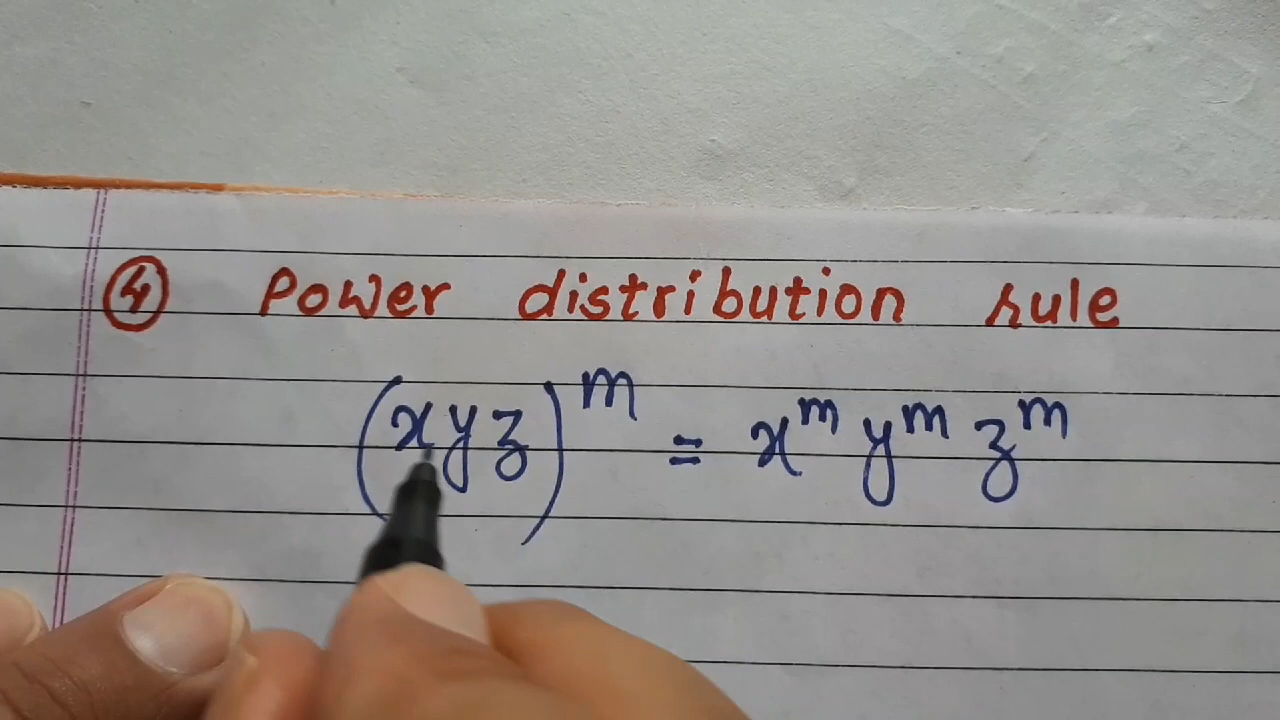 ④ Power distribution rule
(xyz)^m = x^m y^m z^m